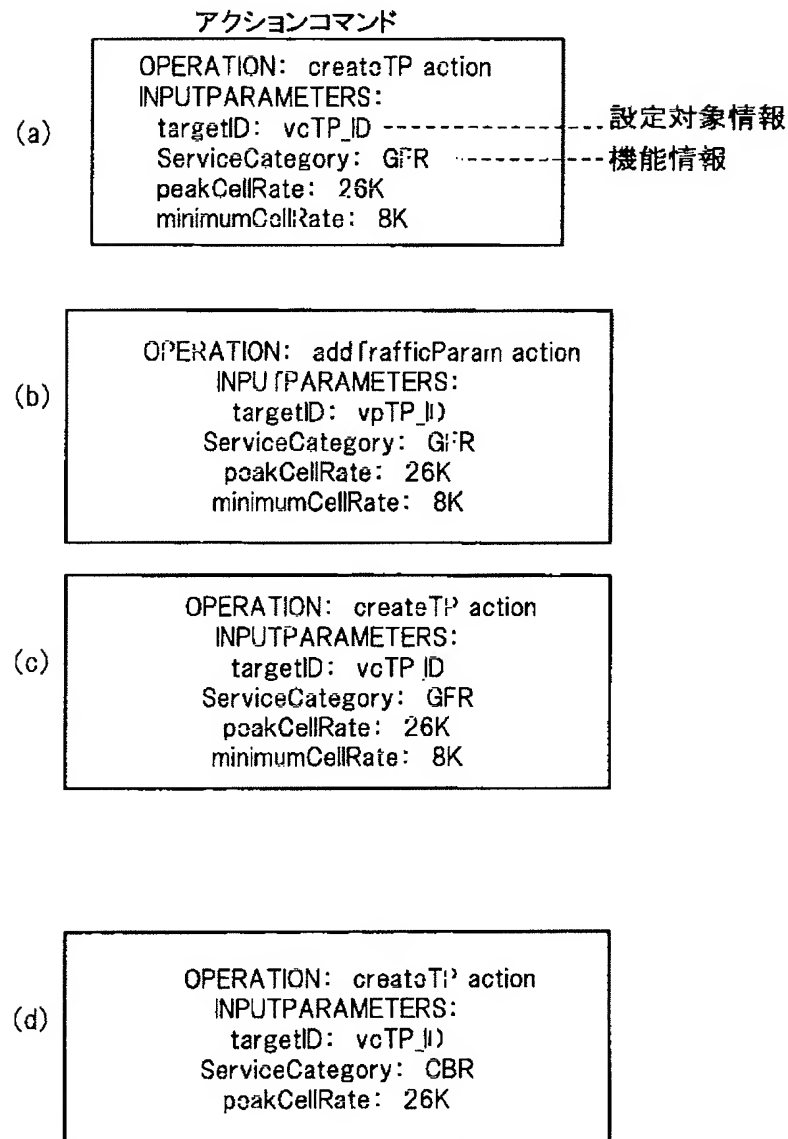 アクションコマンド
(a)
OPERATION: createTP action
INPUTPARAMETERS:
targetID: vcTP_ID ---------- 設定対象情報
ServiceCategory: GFR ---------- 機能情報
peakCellRate: 26K
minimumCellRate: 8K
(b)
OPERATION: addTrafficParam action
INPUTPARAMETERS:
targetID: vpTP_ID
ServiceCategory: GFR
peakCellRate: 26K
minimumCellRate: 8K
(c)
OPERATION: createTP action
INPUTPARAMETERS:
targetID: vcTP_ID
ServiceCategory: GFR
peakCellRate: 26K
minimumCellRate: 8K
(d)
OPERATION: createTP action
INPUTPARAMETERS:
targetID: vcTP_ID
ServiceCategory: CBR
peakCellRate: 26K